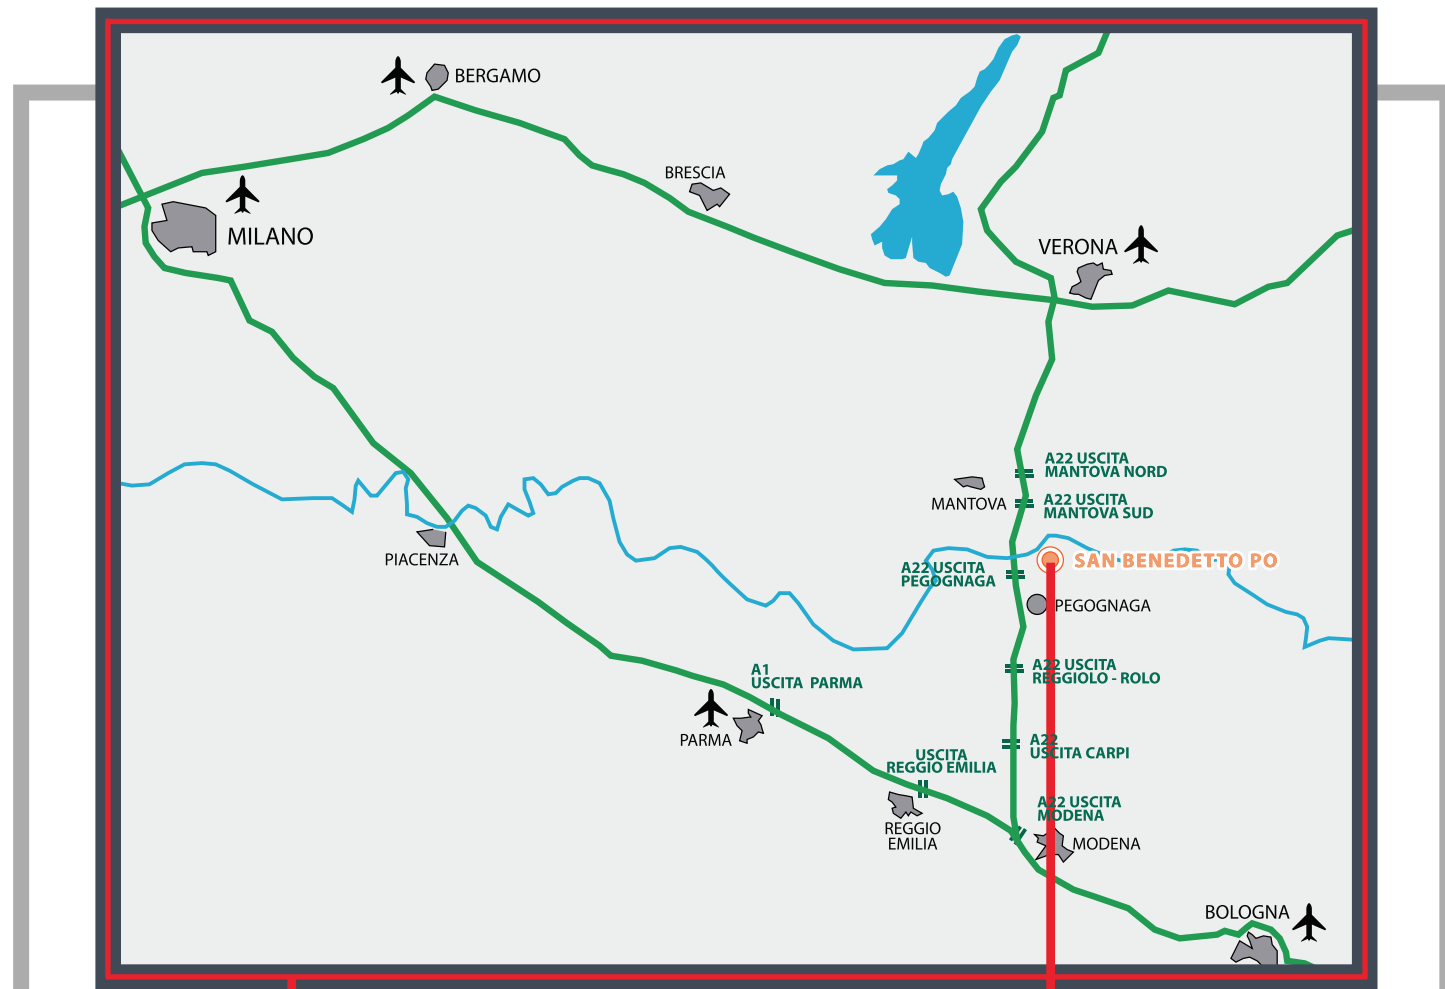 BERGAMO
BRESCIA
MILANO
VERONA
A22 USCITA
MANTOVA NORD
MANTOVA
A22 USCITA
MANTOVA SUD
PIACENZA
SAN BENEDETTO PO
A22 USCITA
PEGOGNAGA
PEGOGNAGA
A22 USCITA
REGGIOLO - ROLO
A1
USCITA PARMA
PARMA
A22
USCITA CARPI
USCITA
REGGIO EMILIA
A22 USCITA
MODENA
REGGIO
EMILIA
MODENA
BOLOGNA